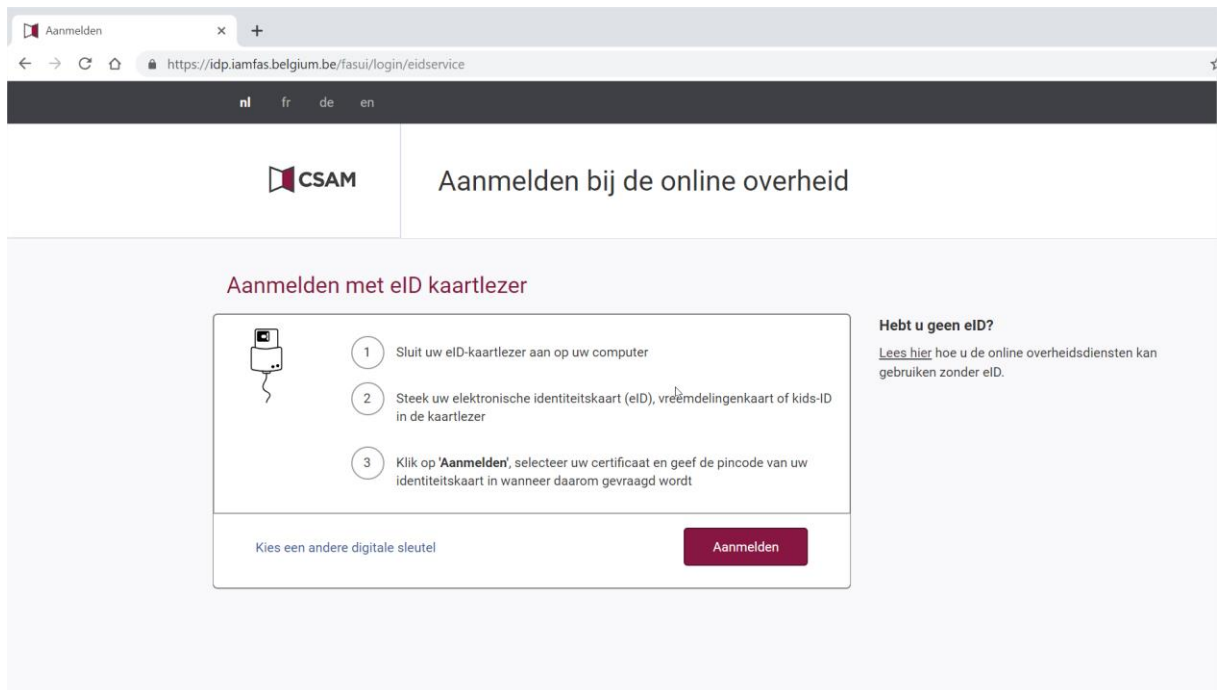 Aanmelden
https://idp.iamfas.belgium.be/fasui/login/eidservice
nl fr de en
CSAM
Aanmelden bij de online overheid
Aanmelden met eID kaartlezer
1 Sluit uw eID-kaartlezer aan op uw computer
2 Steek uw elektronische identiteitskaart (eID), vreemdelingenkaart of kids-ID
in de kaartlezer
3 Klik op 'Aanmelden', selecteer uw certificaat en geef de pincode van uw
identiteitskaart in wanneer daarom gevraagd wordt
Kies een andere digitale sleutel
Aanmelden
Hebt u geen eID?
Lees hier hoe u de online overheidsdiensten kan
gebruiken zonder eID.